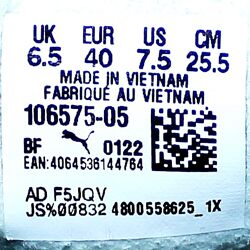 UK EUR US CM
6.5 40 7.5 25.5
MADE IN VIETNAM
FABRIQUÉ AU VIETNAM
106575-05
BF 0122
EAN:4064536144764
AD F5JQV
JS%00832 4800558625_1X